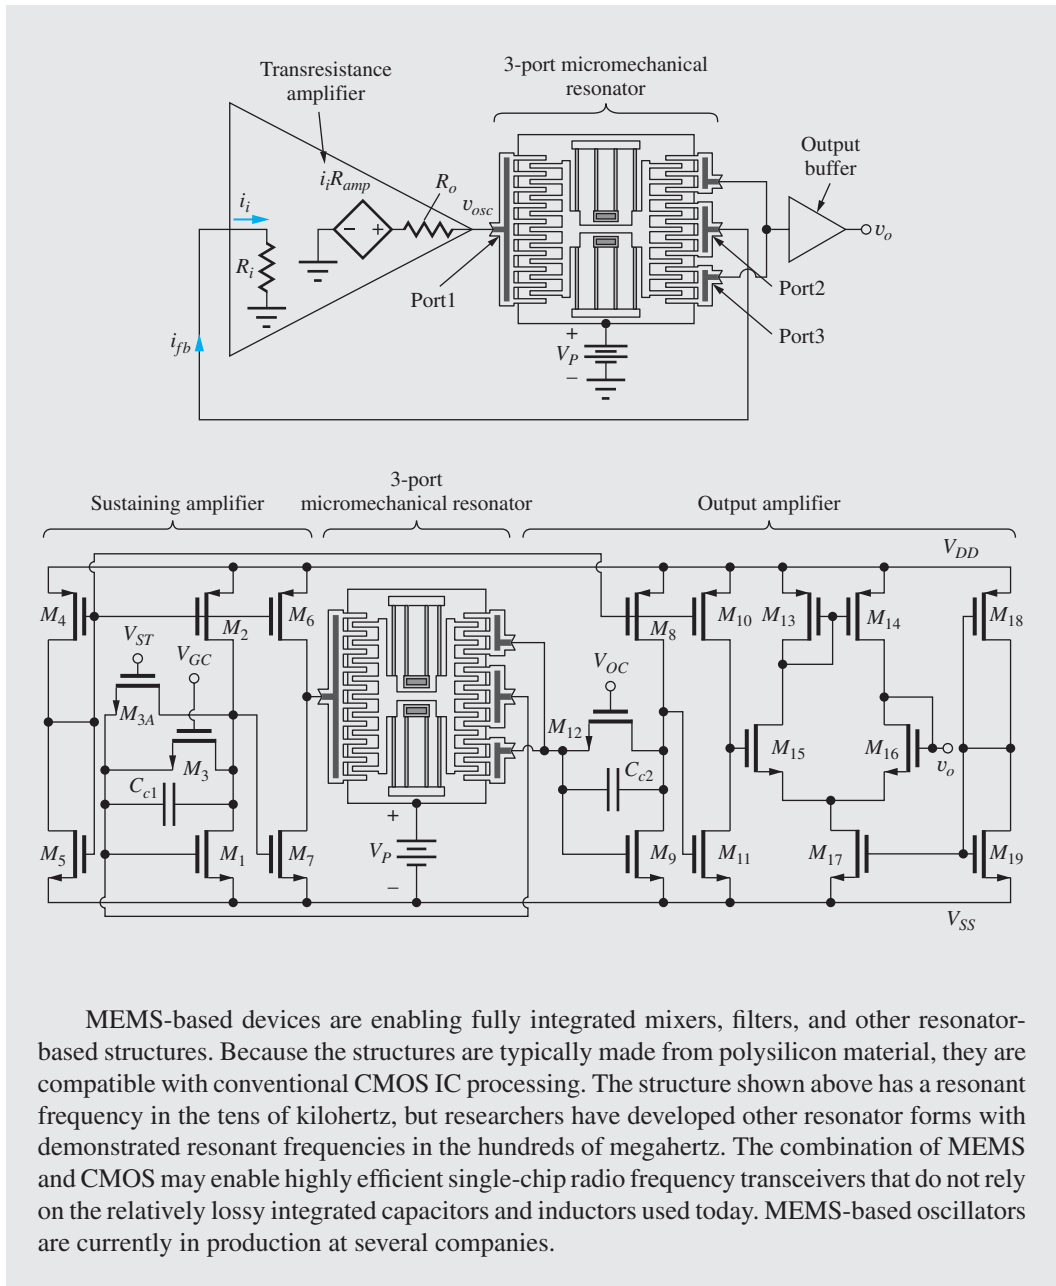 Transresistance
amplifier
3-port micromechanical
resonator
Output
buffer
i_i R_amp
R_o
v_osc
i_i
− +
R_i
v_o
Port1
Port2
+
V_P
−
Port3
i_fb
3-port
micromechanical resonator
Sustaining amplifier
Output amplifier
V_DD
M_4
M_2
M_6
M_8
M_10
M_13
M_14
M_18
V_ST
V_GC
V_OC
M_3A
M_12
M_15
M_16
v_o
M_3
C_c1
C_c2
+
M_5
M_1
M_7
V_P
M_9
M_11
M_17
M_19
−
V_SS
MEMS-based devices are enabling fully integrated mixers, filters, and other resonator-
based structures. Because the structures are typically made from polysilicon material, they are
compatible with conventional CMOS IC processing. The structure shown above has a resonant
frequency in the tens of kilohertz, but researchers have developed other resonator forms with
demonstrated resonant frequencies in the hundreds of megahertz. The combination of MEMS
and CMOS may enable highly efficient single-chip radio frequency transceivers that do not rely
on the relatively lossy integrated capacitors and inductors used today. MEMS-based oscillators
are currently in production at several companies.